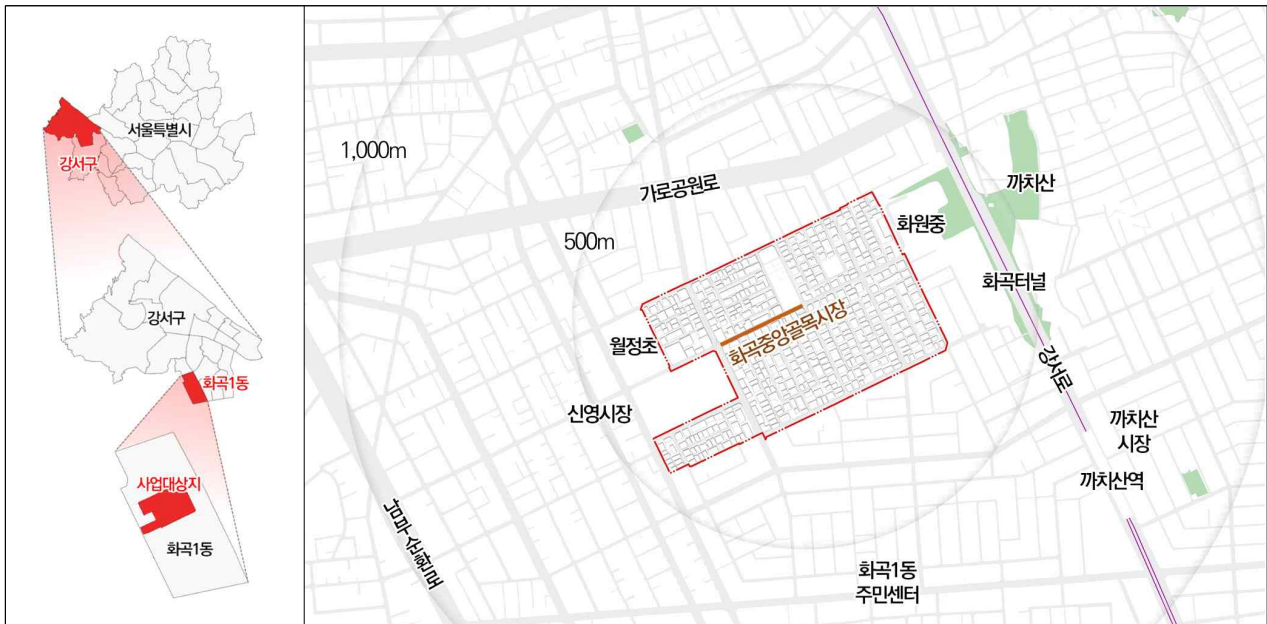 서울특별시
강서구
강서구
화곡1동
사업대상지
화곡1동
1,000m
500m
가로공원로
까치산
화원중
화곡터널
월정초
화곡중앙골목시장
강서로
신영시장
까치산
시장
까치산역
남부순환로
화곡1동
주민센터